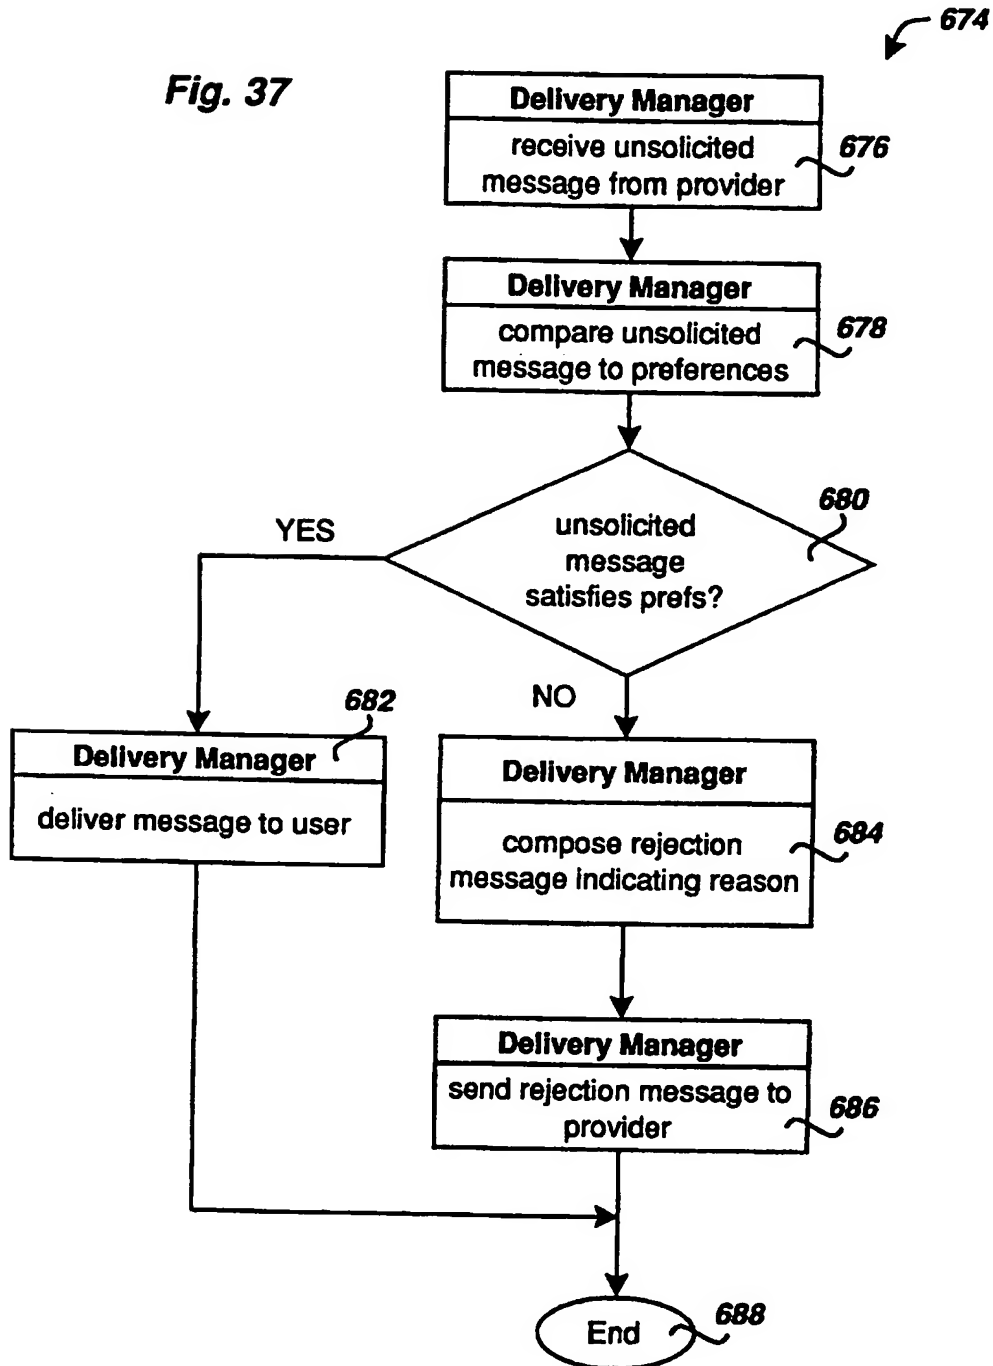 674
Fig. 37
Delivery Manager
receive unsolicited
message from provider
676
Delivery Manager
compare unsolicited
message to preferences
678
unsolicited
message
satisfies prefs?
680
YES
NO
682
Delivery Manager
deliver message to user
Delivery Manager
compose rejection
message indicating reason
684
Delivery Manager
send rejection message to
provider
686
End
688